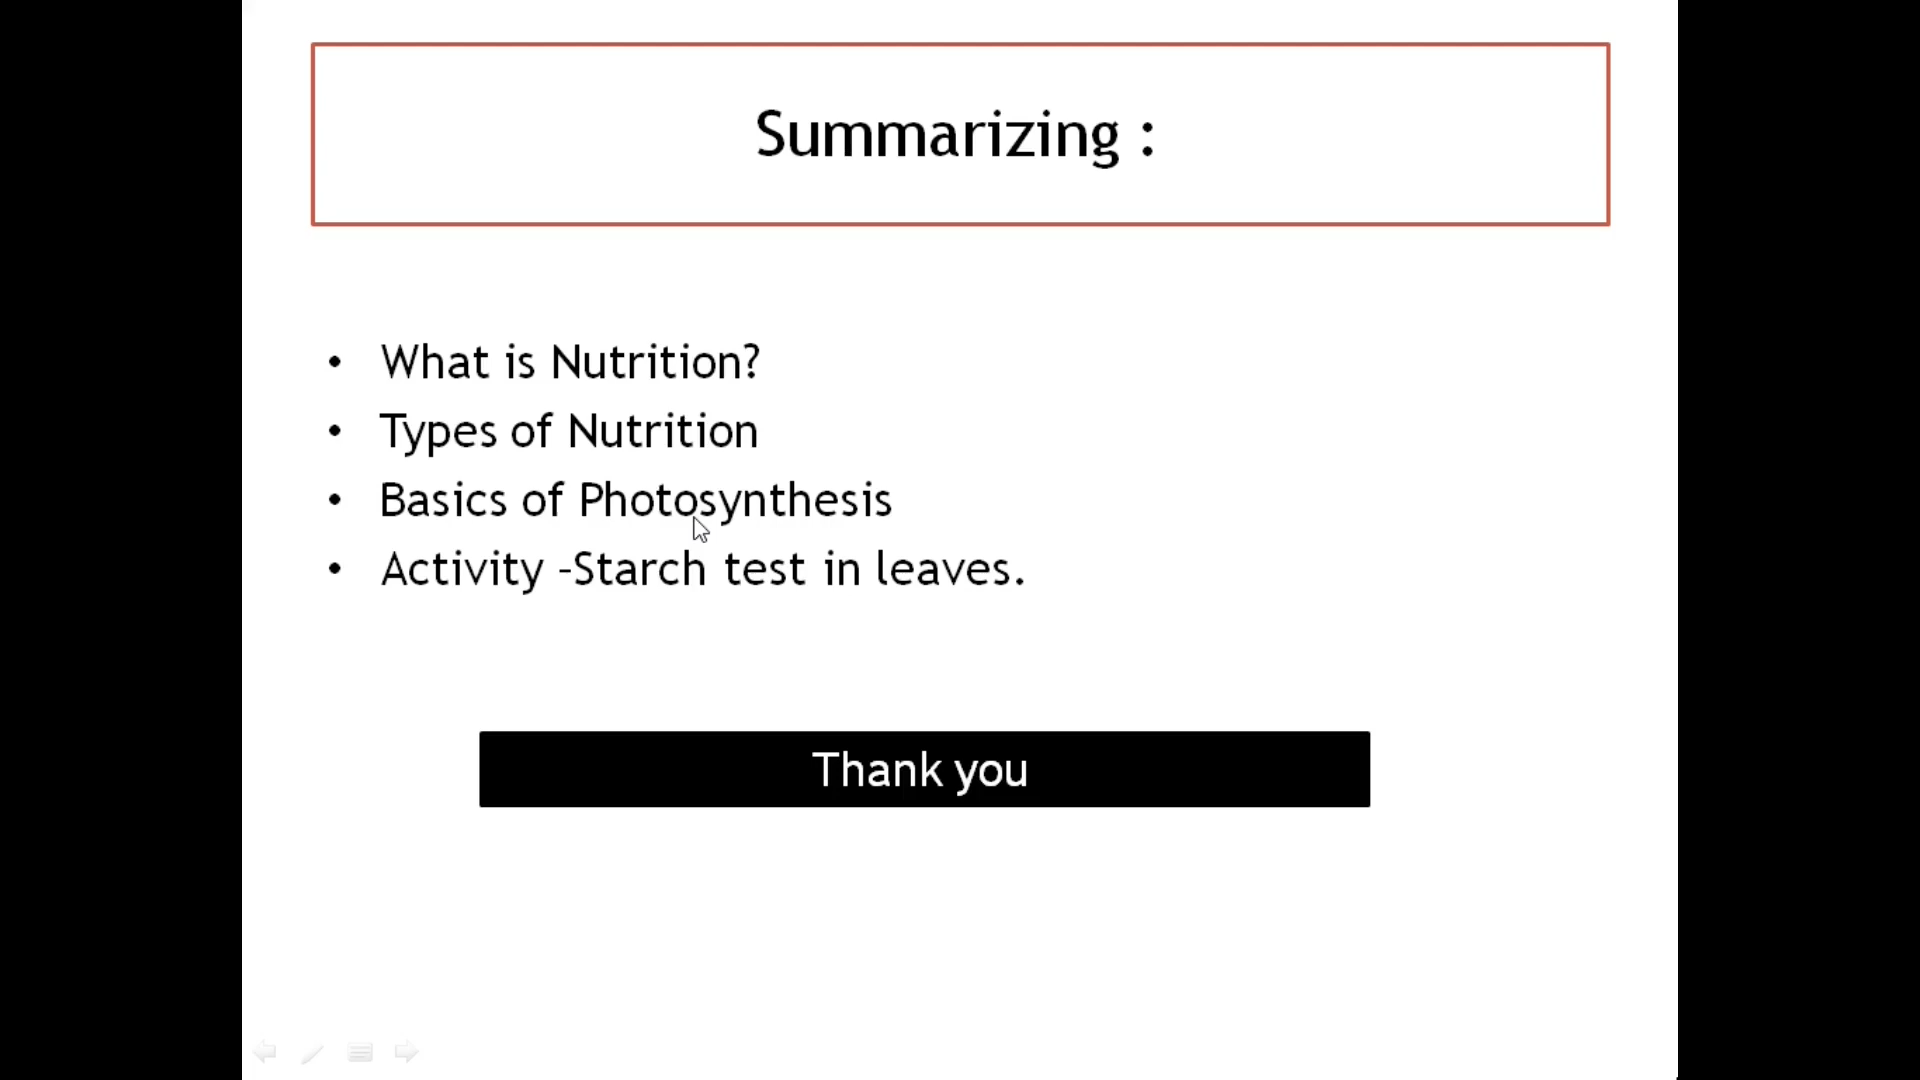 Summarizing :
• What is Nutrition?
• Types of Nutrition
• Basics of Photosynthesis
• Activity –Starch test in leaves.
Thank you